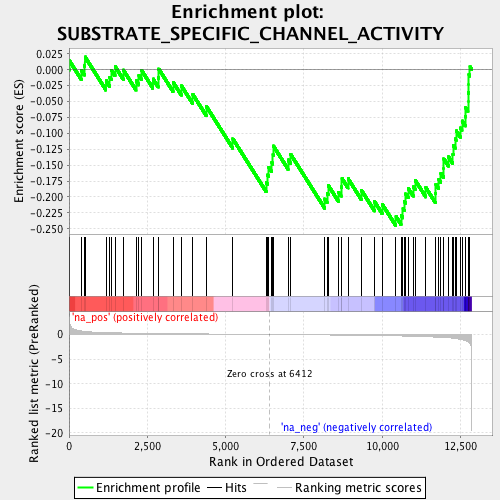 Enrichment plot:
SUBSTRATE_SPECIFIC_CHANNEL_ACTIVITY
Enrichment score (ES)
0.025
0.000
-0.025
-0.050
-0.075
-0.100
-0.125
-0.150
-0.175
-0.200
-0.225
-0.250
'na_pos' (positively correlated)
Ranked list metric (PreRanked)
0
-5
-10
-15
-20
Zero cross at 6412
'na_neg' (negatively correlated)
0
2,500
5,000
7,500
10,000
12,500
Rank in Ordered Dataset
Enrichment profile
Hits
Ranking metric scores